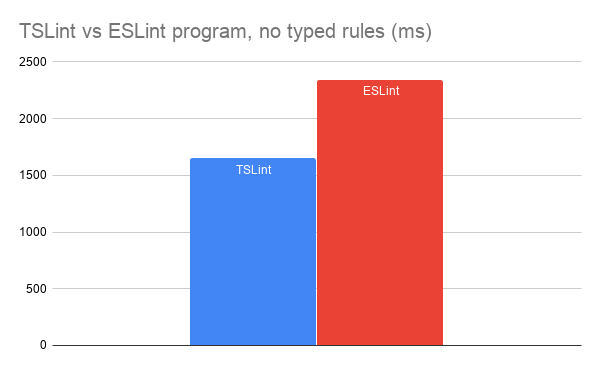 TSLint vs ESLint program, no typed rules (ms)
2500
2000
1500
1000
500
0
ESLint
TSLint